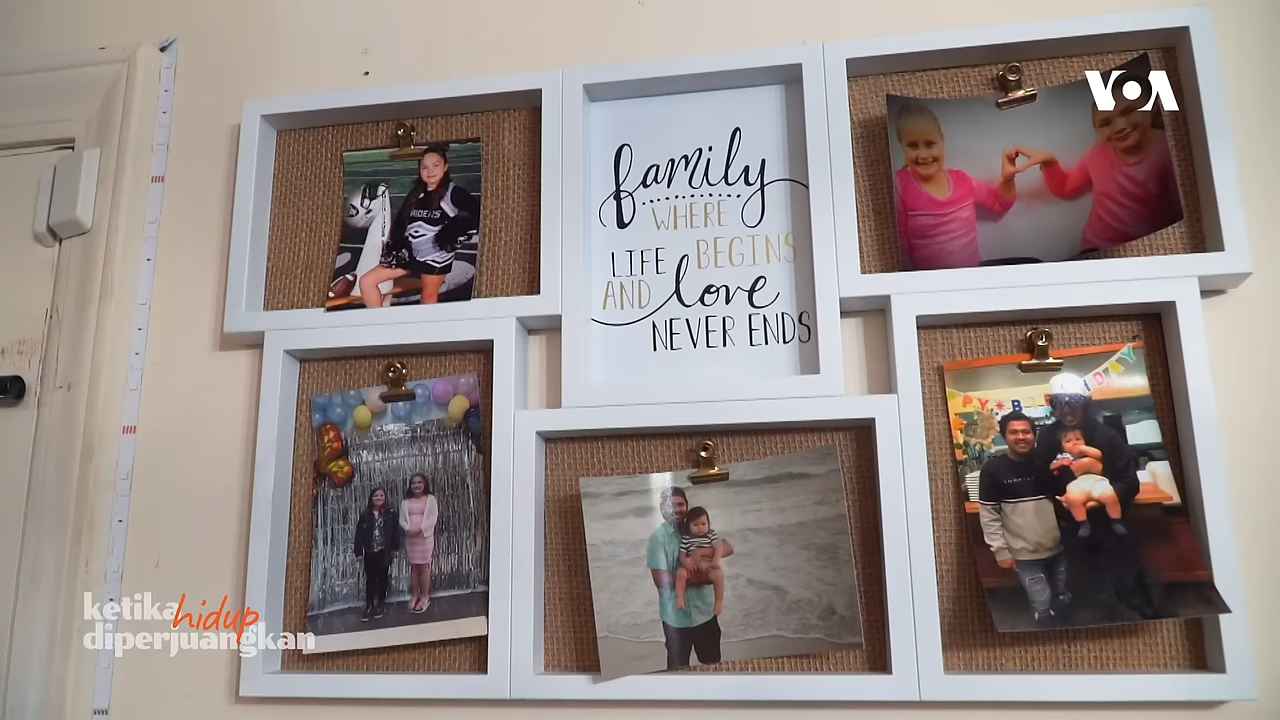 VOA
RAIDERS
family
WHERE
LIFE BEGINS
AND love
NEVER ENDS
ketika hidup
diperjuangkan